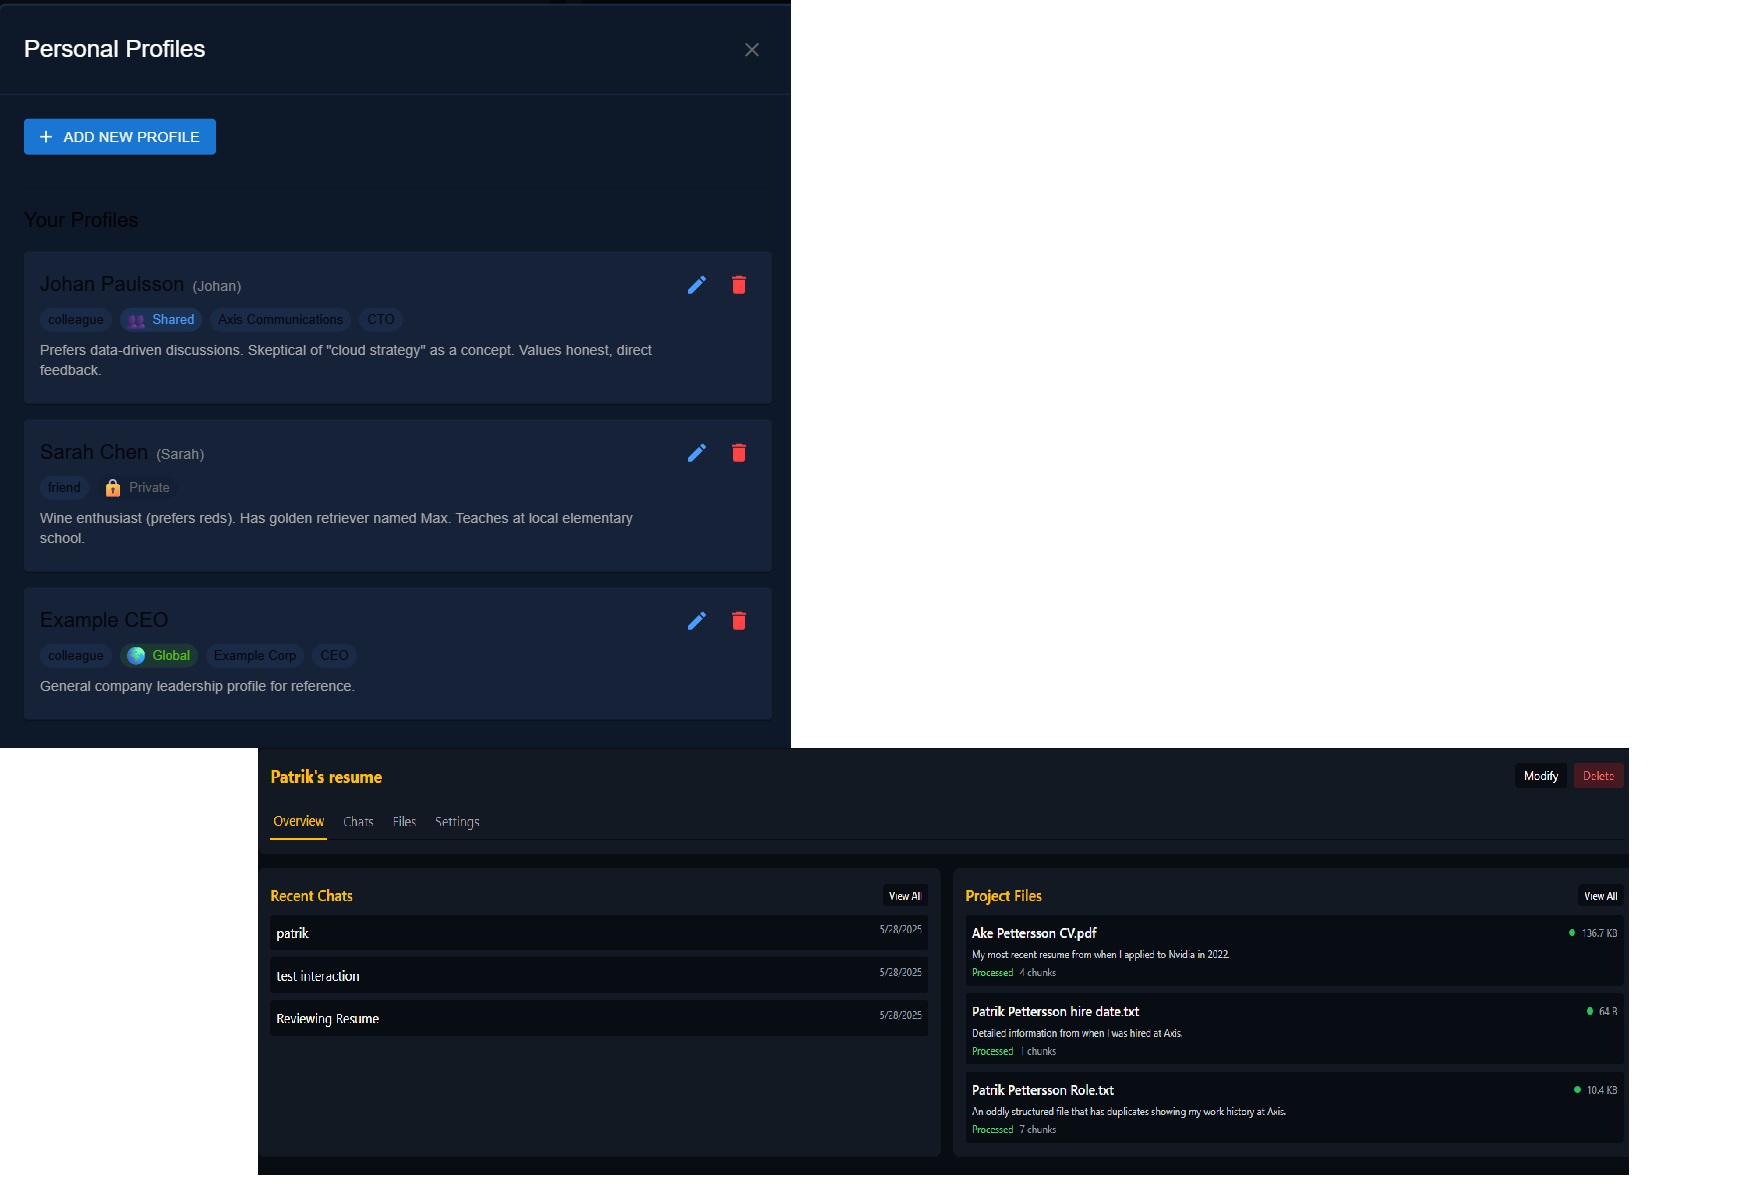 Personal Profiles
ADD NEW PROFILE
Your Profiles
Johan Paulsson (Johan)
colleague Shared Axis Communications CTO
Prefers data-driven discussions. Skeptical of "cloud strategy" as a concept. Values honest, direct
feedback.
Sarah Chen (Sarah)
friend Private
Wine enthusiast (prefers reds). Has golden retriever named Max. Teaches at local elementary
school.
Example CEO
colleague Global Example Corp CEO
General company leadership profile for reference.
Patrik's resume
Modify Delete
Overview Chats Files Settings
Recent Chats View All
patrik 5/28/2025
test interaction 5/28/2025
Reviewing Resume 5/28/2025
Project Files View All
Ake Pettersson CV.pdf 136.7 KB
My most recent resume from when I applied to Nvidia in 2022.
Processed 4 chunks
Patrik Pettersson hire date.txt 64 B
Detailed information from when I was hired at Axis.
Processed 1 chunks
Patrik Pettersson Role.txt 10.4 KB
An oddly structured file that has duplicates showing my work history at Axis.
Processed 7 chunks